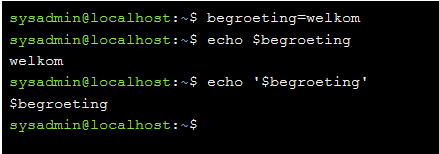 sysadmin@localhost:~$ begroeting=welkom
sysadmin@localhost:~$ echo $begroeting
welkom
sysadmin@localhost:~$ echo '$begroeting'
$begroeting
sysadmin@localhost:~$